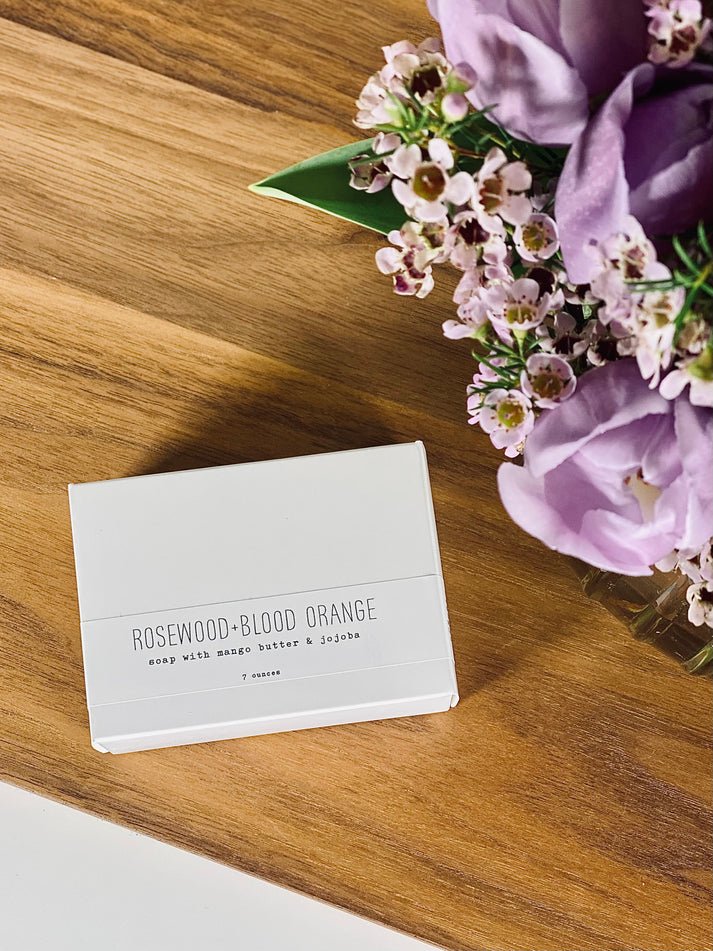 ROSEWOOD+BLOOD ORANGE
soap with mango butter & jojoba
7 ounces